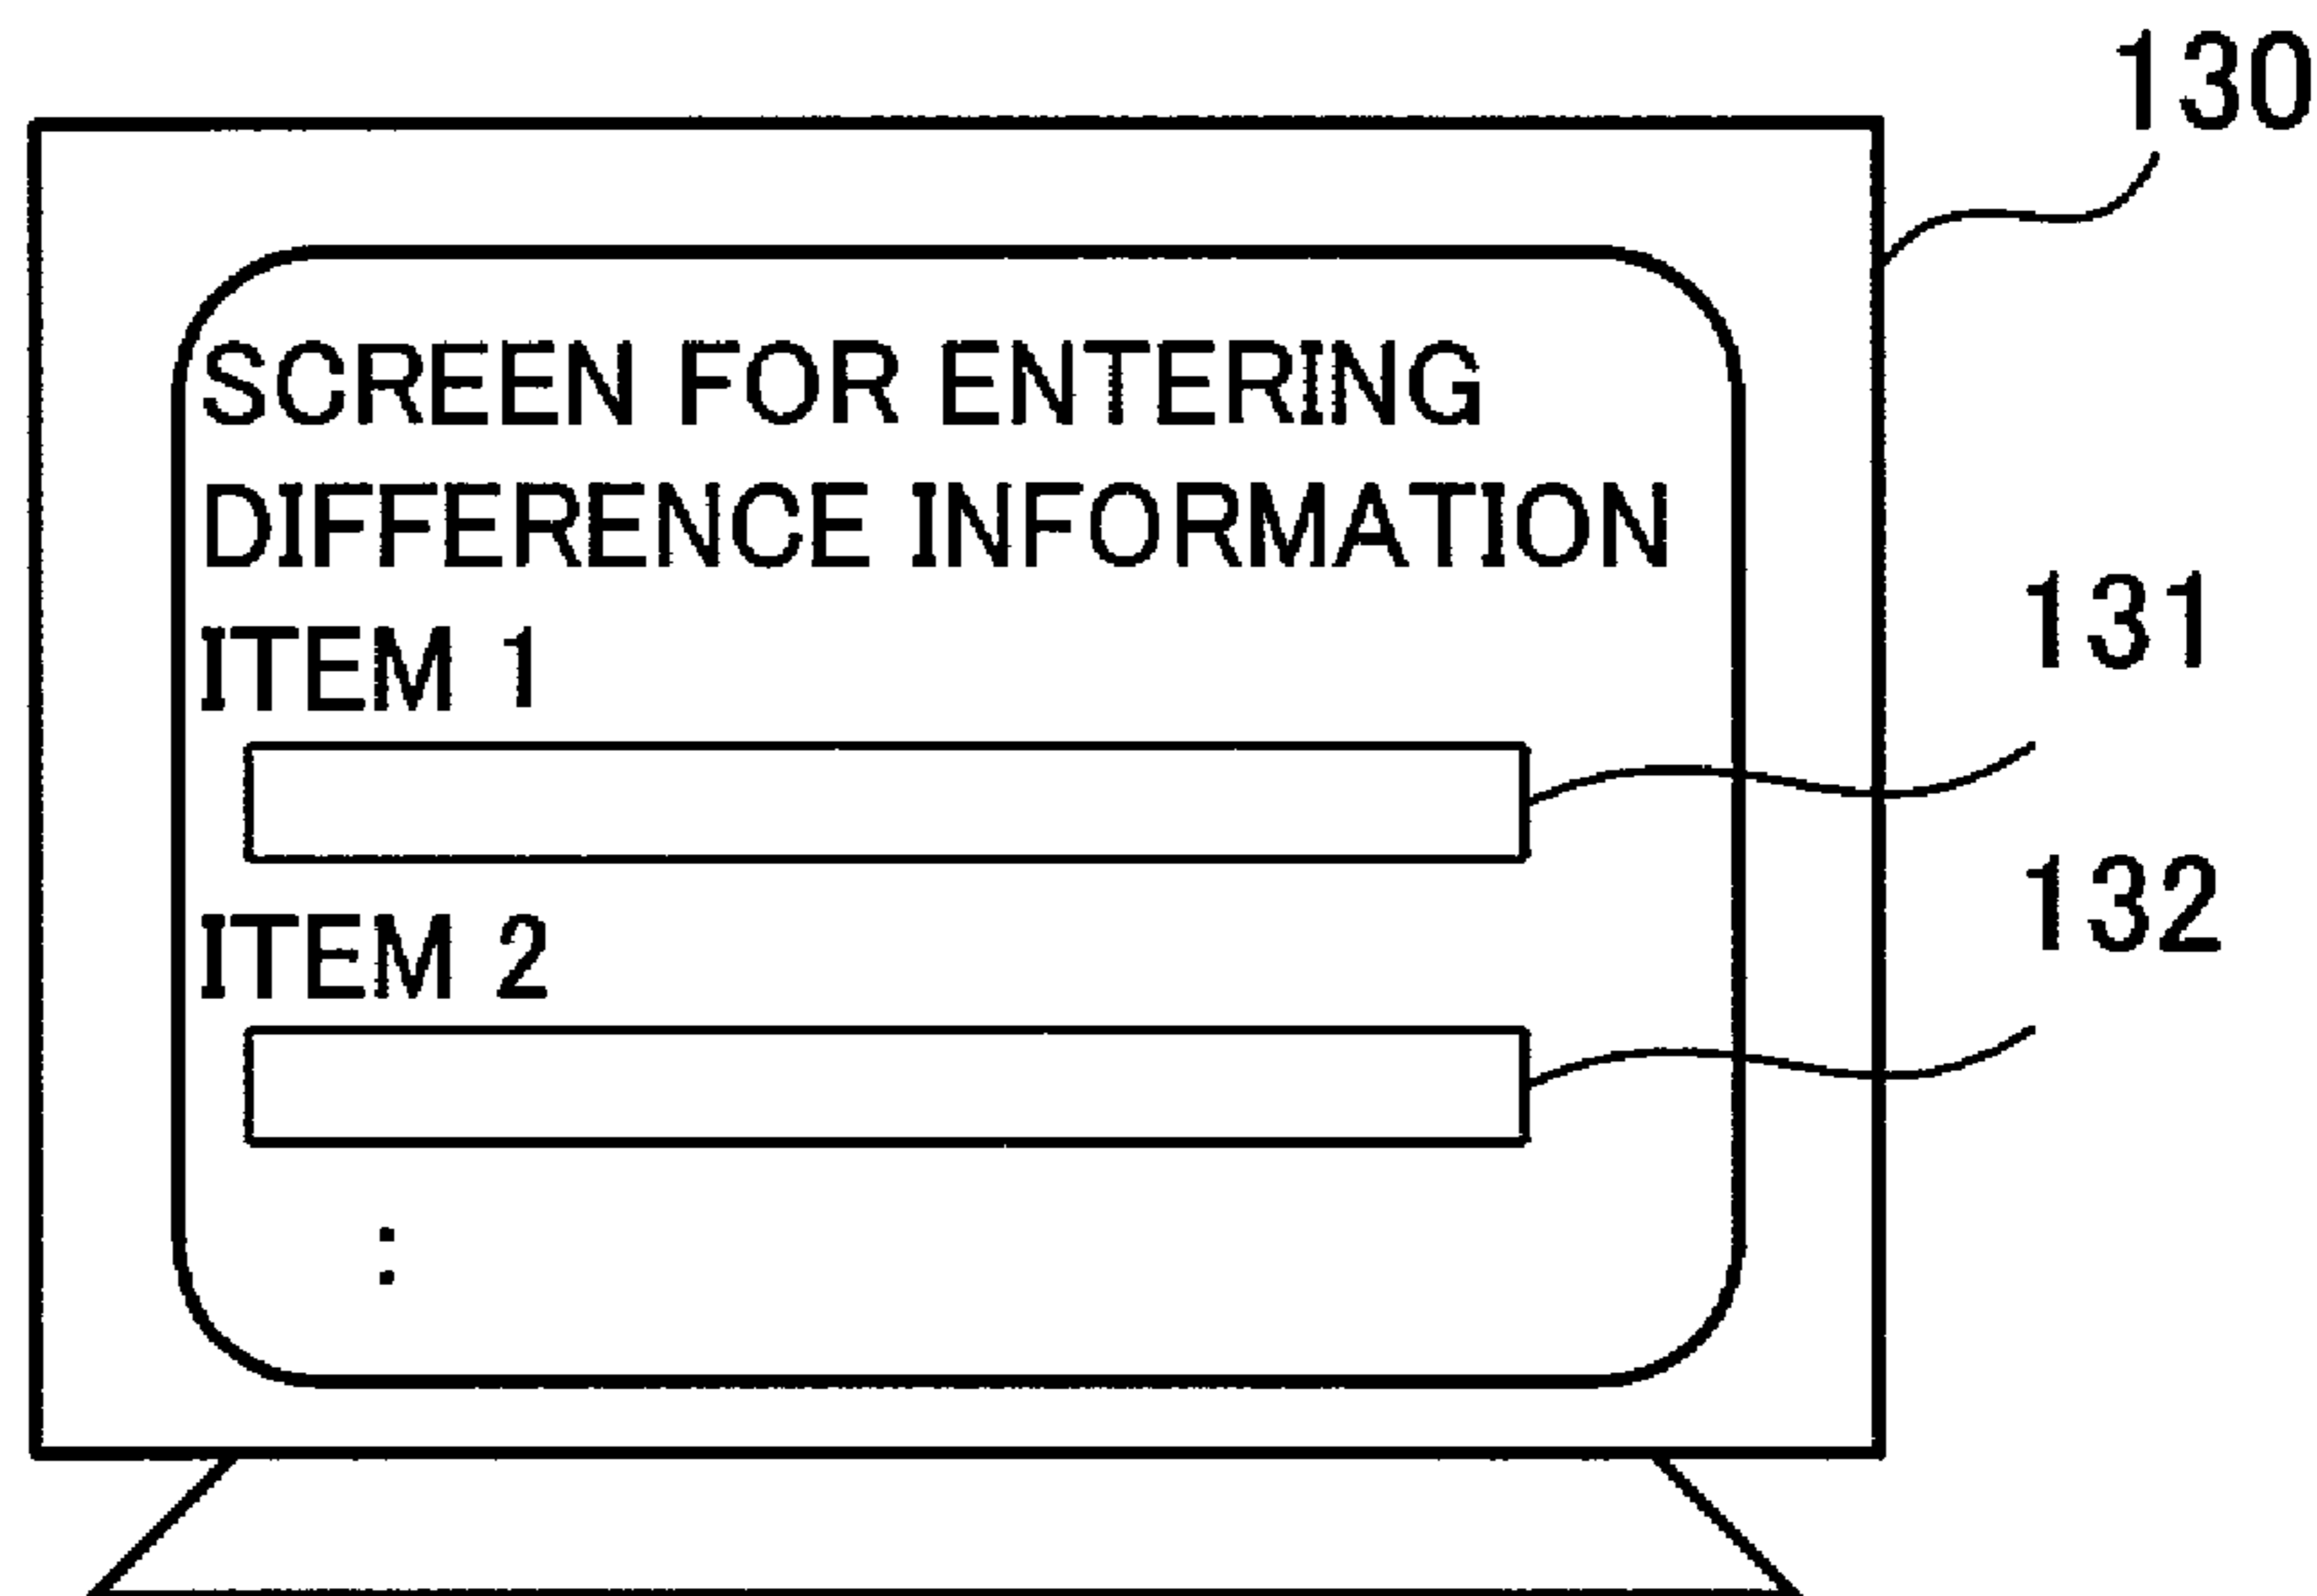 130
SCREEN FOR ENTERING
DIFFERENCE INFORMATION
131
ITEM 1
132
ITEM 2
: